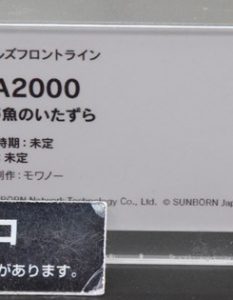 ルズフロントライン
A2000
魚のいたずら
時期：未定
：未定
制作：モワノー
BORN Network Technology Co., Ltd. © SUNBORN Japan
ロ
があります。